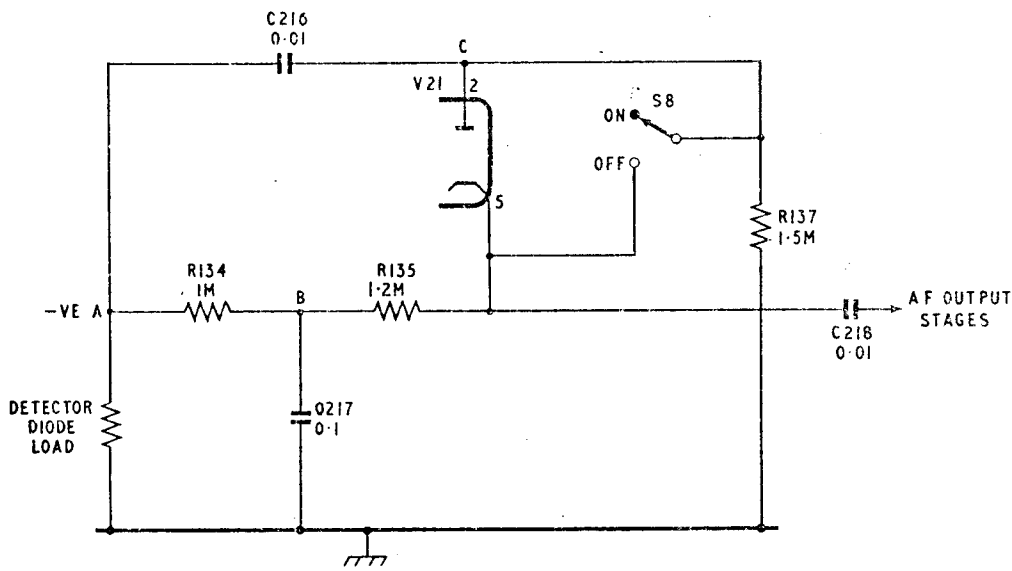 C216
0·01
C
V21 2
S8
ON
OFF
5
R137
1·5M
R134
1M
R135
1·2M
-VE A
B
A F OUTPUT
STAGES
C218
0·01
DETECTOR
DIODE
LOAD
C217
0·1